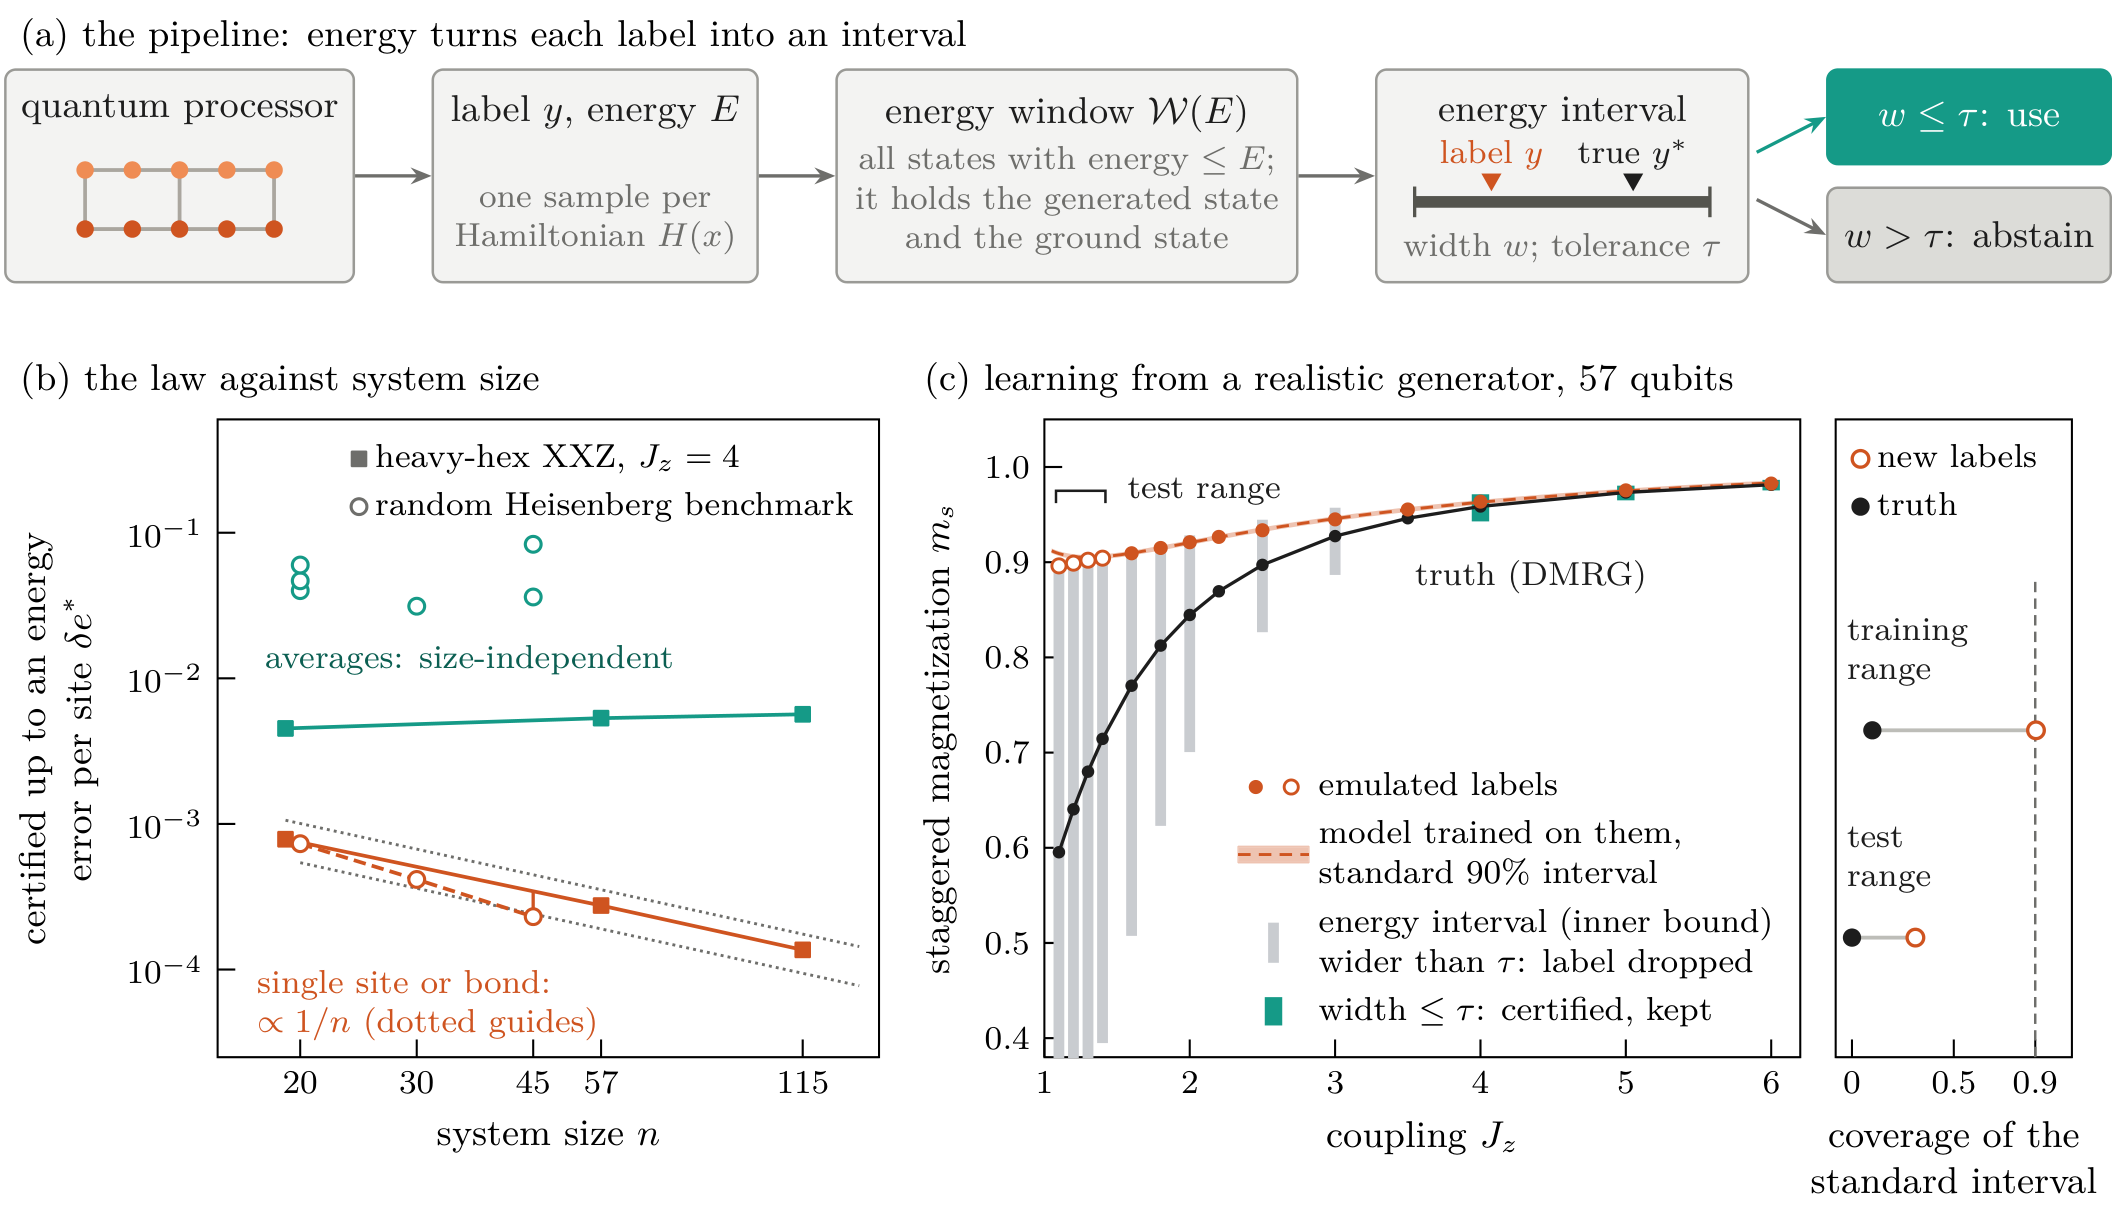 (a) the pipeline: energy turns each label into an interval
quantum processor
label y, energy E
one sample per
Hamiltonian H(x)
energy window 𝒲(E)
all states with energy ≤ E;
it holds the generated state
and the ground state
energy interval
label y true y*
width w; tolerance τ
w ≤ τ: use
w > τ: abstain
(b) the law against system size
certified up to an energy
error per site δe*
heavy-hex XXZ, J_z = 4
random Heisenberg benchmark
10⁻¹
10⁻²
10⁻³
10⁻⁴
averages: size-independent
single site or bond:
∝ 1/n (dotted guides)
20 30 45 57 115
system size n
(c) learning from a realistic generator, 57 qubits
staggered magnetization m_s
1.0
0.9
0.8
0.7
0.6
0.5
0.4
test range
truth (DMRG)
emulated labels
model trained on them,
standard 90% interval
energy interval (inner bound)
wider than τ: label dropped
width ≤ τ: certified, kept
1 2 3 4 5 6
coupling J_z
new labels
truth
training
range
test
range
0 0.5 0.9
coverage of the
standard interval